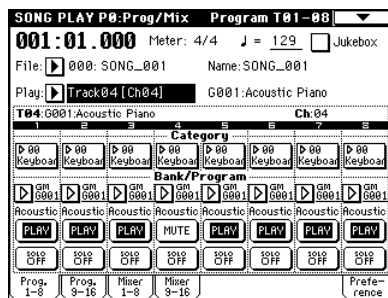 SONG PLAY P0:Prog/Mix Program T01-08
001:01.000 Meter: 4/4 ♩ = 129 Jukebox
File: 000: SONG_001 Name: SONG_001
Play: Track04[Ch04] G001:Acoustic Piano
T04:G001:Acoustic Piano Ch:04
1 2 3 4 5 6 7 8
Category
00 00 00 00 00 00 00 00
Keyboar Keyboar Keyboar Keyboar Keyboar Keyboar Keyboar Keyboar
Bank/Program
GM GM GM GM GM GM GM GM
G001 G001 G001 G001 G001 G001 G001 G001
Acoustic Acoustic Acoustic Acoustic Acoustic Acoustic Acoustic Acoustic
PLAY PLAY PLAY MUTE PLAY PLAY PLAY PLAY
SOLO SOLO SOLO SOLO SOLO SOLO SOLO SOLO
OFF OFF OFF OFF OFF OFF OFF OFF
Prog. Prog. Mixer Mixer Prefe-
1-8 9-16 1-8 9-16 rence